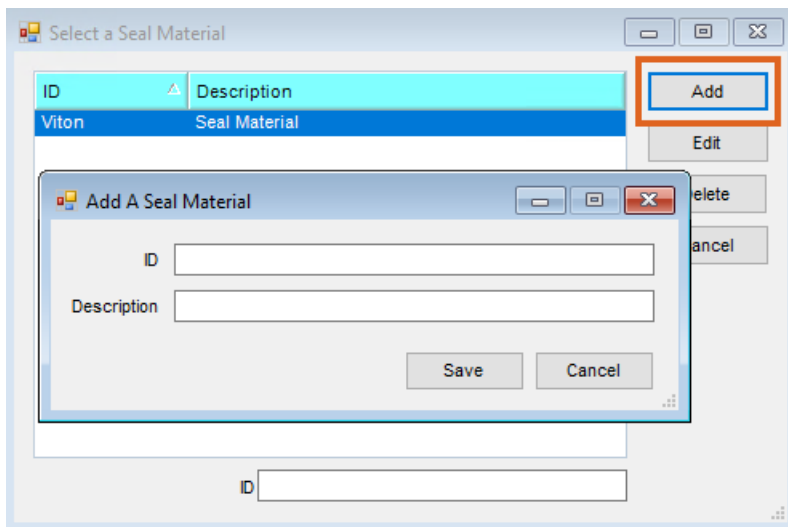 Select a Seal Material
ID Description
Add
Viton Seal Material
Edit
Add A Seal Material
elete
ID
ancel
Description
Save Cancel
ID